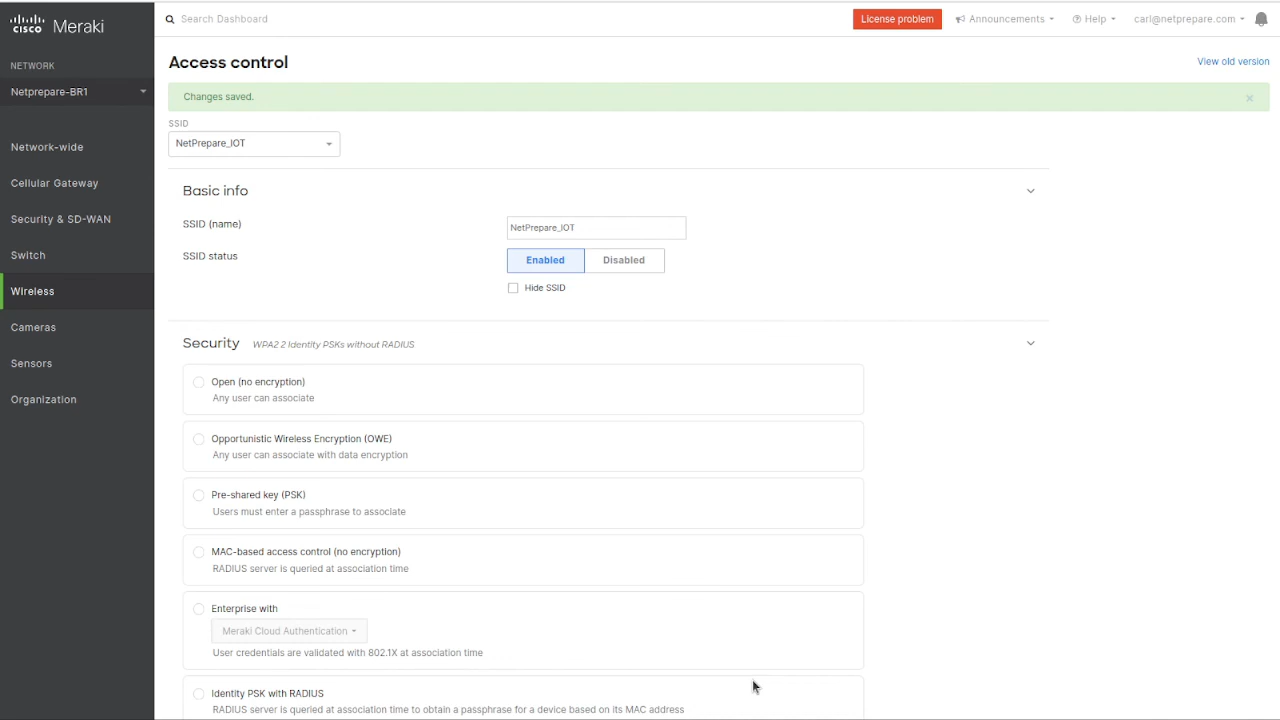 cisco Meraki
Search Dashboard
License problem
Announcements
Help
carl@netprepare.com
NETWORK
Netprepare-BR1
Network-wide
Cellular Gateway
Security & SD-WAN
Switch
Wireless
Cameras
Sensors
Organization
Access control
View old version
Changes saved.
×
SSID
NetPrepare_IOT
Basic info
SSID (name)
NetPrepare_IOT
SSID status
Enabled Disabled
Hide SSID
Security WPA2 2 Identity PSKs without RADIUS
Open (no encryption)
Any user can associate
Opportunistic Wireless Encryption (OWE)
Any user can associate with data encryption
Pre-shared key (PSK)
Users must enter a passphrase to associate
MAC-based access control (no encryption)
RADIUS server is queried at association time
Enterprise with
Meraki Cloud Authentication
User credentials are validated with 802.1X at association time
Identity PSK with RADIUS
RADIUS server is queried at association time to obtain a passphrase for a device based on its MAC address